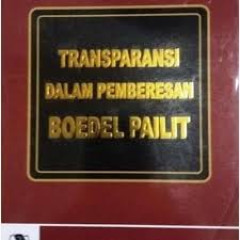 TRANSPARANSI
DALAM PEMBERESAN
BOEDEL PAILIT